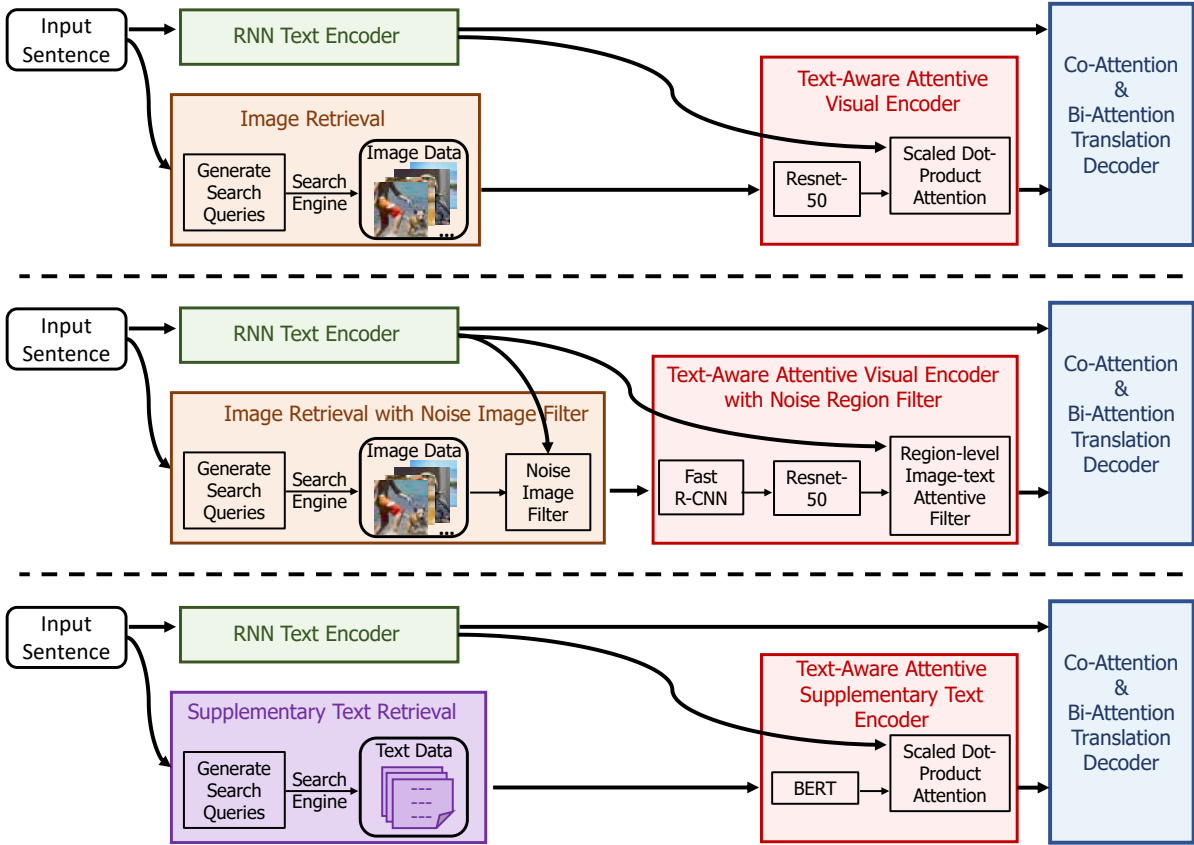 Input
Sentence
RNN Text Encoder
Image Retrieval
Generate
Search
Queries
Search
Engine
Image Data
...
Text-Aware Attentive
Visual Encoder
Resnet-
50
Scaled Dot-
Product
Attention
Co-Attention
&
Bi-Attention
Translation
Decoder
Input
Sentence
RNN Text Encoder
Image Retrieval with Noise Image Filter
Generate
Search
Queries
Search
Engine
Image Data
...
Noise
Image
Filter
Text-Aware Attentive Visual Encoder
with Noise Region Filter
Fast
R-CNN
Resnet-
50
Region-level
Image-text
Attentive
Filter
Co-Attention
&
Bi-Attention
Translation
Decoder
Input
Sentence
RNN Text Encoder
Supplementary Text Retrieval
Generate
Search
Queries
Search
Engine
Text Data
---
---
---
Text-Aware Attentive
Supplementary Text
Encoder
BERT
Scaled Dot-
Product
Attention
Co-Attention
&
Bi-Attention
Translation
Decoder